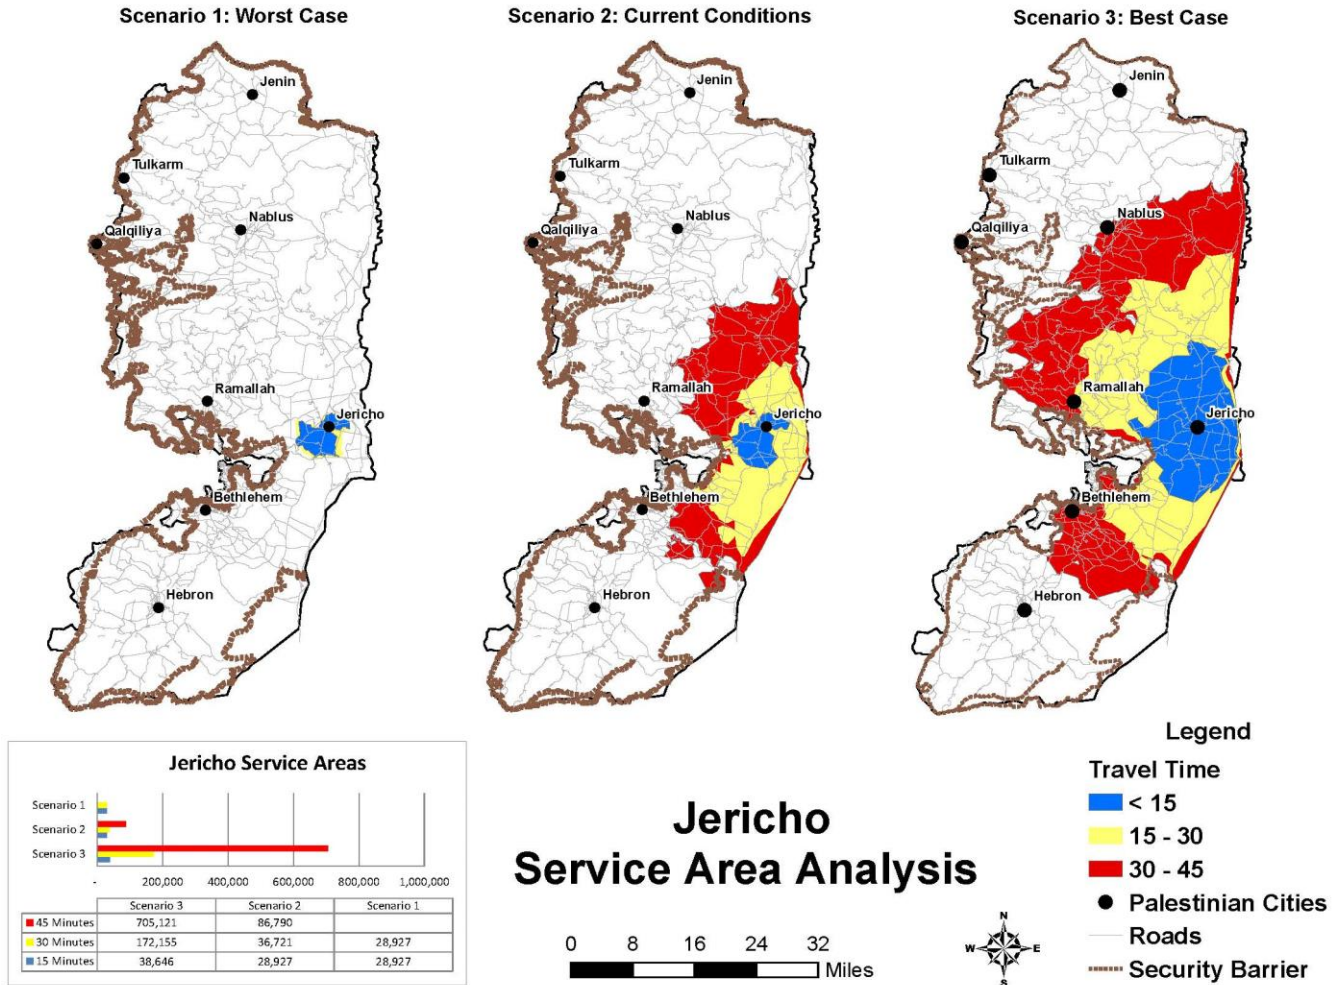 Scenario 1: Worst Case
Scenario 2: Current Conditions
Scenario 3: Best Case
Jenin
Tulkarm
Nablus
Qalqiliya
Ramallah
Jericho
Bethlehem
Hebron
Jenin
Tulkarm
Nablus
Qalqiliya
Ramallah
Jericho
Bethlehem
Hebron
Jenin
Tulkarm
Nablus
Qalqiliya
Ramallah
Jericho
Bethlehem
Hebron
Jericho Service Areas
Scenario 1
Scenario 2
Scenario 3
- 200,000 400,000 600,000 800,000 1,000,000
Scenario 3 Scenario 2 Scenario 1
45 Minutes 705,121 86,790
30 Minutes 172,155 36,721 28,927
15 Minutes 38,646 28,927 28,927
Jericho
Service Area Analysis
0 8 16 24 32
Miles
N
W E
S
Legend
Travel Time
< 15
15 - 30
30 - 45
Palestinian Cities
Roads
Security Barrier